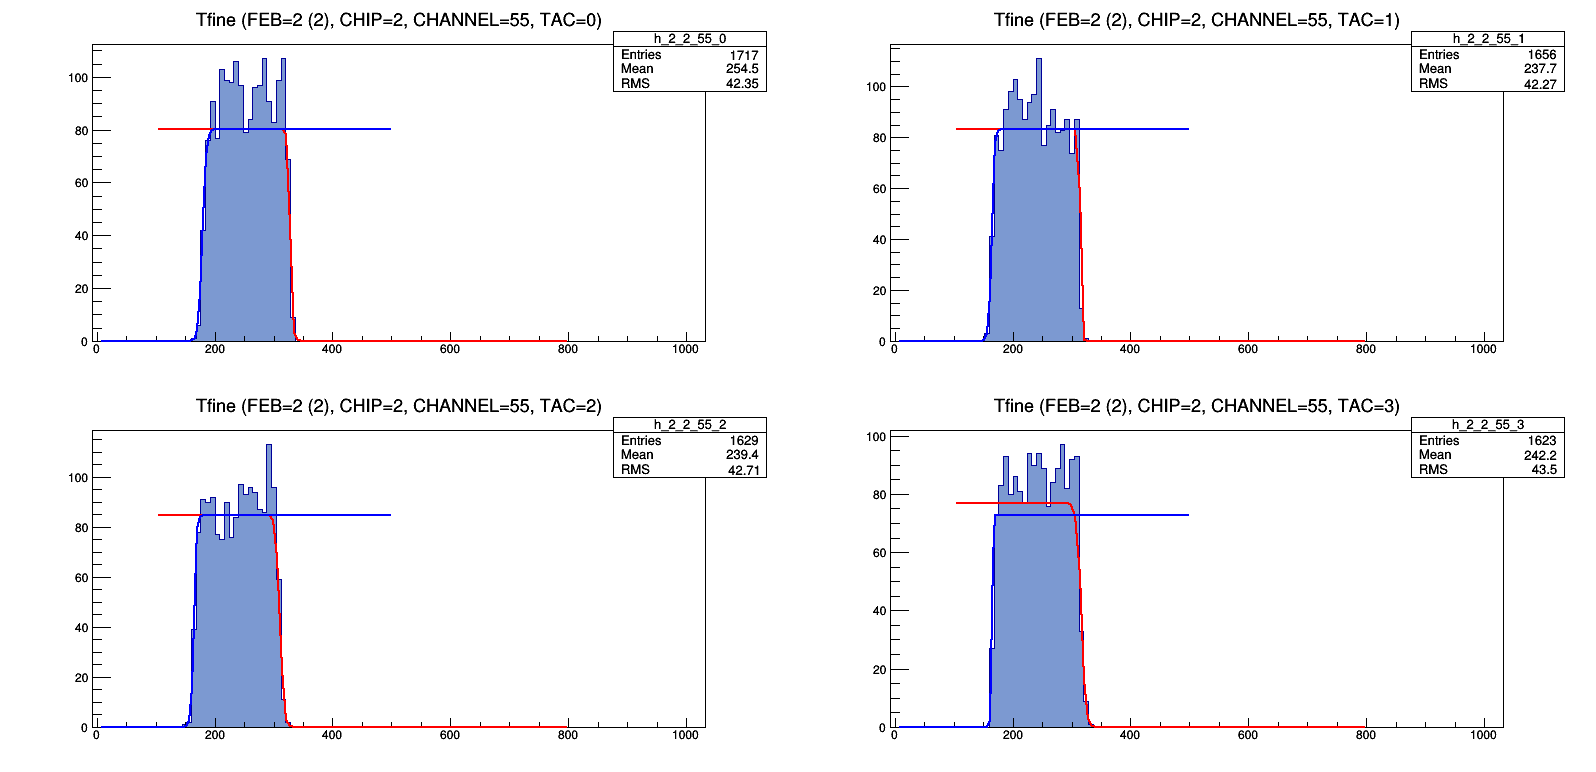 Tfine (FEB=2 (2), CHIP=2, CHANNEL=55, TAC=0)
h_2_2_55_0
Entries 1717
Mean 254.5
RMS 42.35
100
80
60
40
20
0
0 200 400 600 800 1000
Tfine (FEB=2 (2), CHIP=2, CHANNEL=55, TAC=1)
h_2_2_55_1
Entries 1656
Mean 237.7
RMS 42.27
100
80
60
40
20
0
0 200 400 600 800 1000
Tfine (FEB=2 (2), CHIP=2, CHANNEL=55, TAC=2)
h_2_2_55_2
Entries 1629
Mean 239.4
RMS 42.71
100
80
60
40
20
0
0 200 400 600 800 1000
Tfine (FEB=2 (2), CHIP=2, CHANNEL=55, TAC=3)
h_2_2_55_3
Entries 1623
Mean 242.2
RMS 43.5
100
80
60
40
20
0
0 200 400 600 800 1000